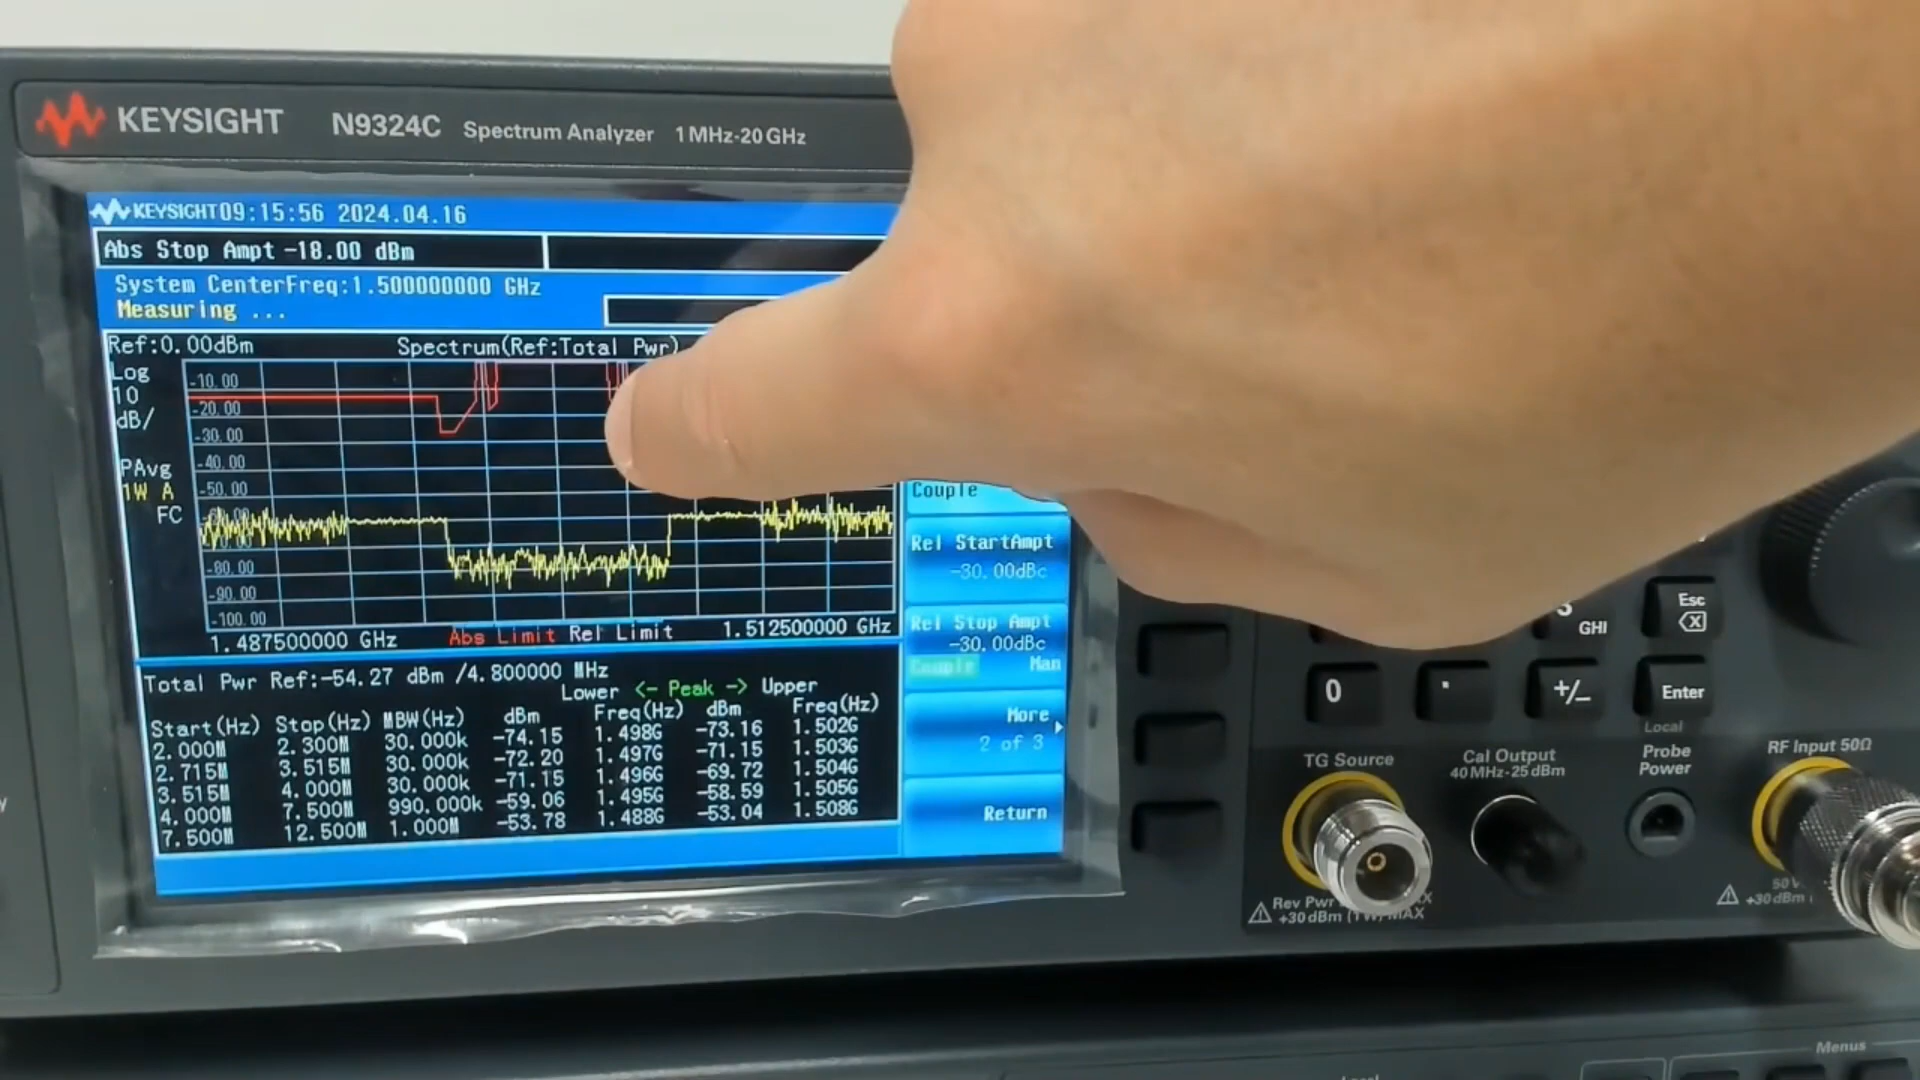 KEYSIGHT N9324C Spectrum Analyzer 1 MHz-20 GHz
KEYSIGHT 09:15:56 2024.04.16
Abs Stop Ampt -18.00 dBm
System CenterFreq:1.500000000 GHz
Measuring ...
Ref:0.00dBm Spectrum(Ref:Total Pwr)
Log
10
dB/
PAvg
1W A
FC
-10.00
-20.00
-30.00
-40.00
-50.00
-80.00
-90.00
-100.00
1.487500000 GHz Abs Limit Rel Limit 1.512500000 GHz
Total Pwr Ref:-54.27 dBm /4.800000 MHz
Lower <- Peak -> Upper
Start(Hz) Stop(Hz) MBW(Hz) dBm Freq(Hz) dBm Freq(Hz)
2.000M 2.300M 30.000k -74.15 1.498G -73.16 1.502G
2.715M 3.515M 30.000k -72.20 1.497G -71.15 1.503G
3.515M 4.000M 30.000k -71.15 1.496G -69.72 1.504G
4.000M 7.500M 990.000k -59.06 1.495G -58.59 1.505G
7.500M 12.500M 1.000M -53.78 1.488G -53.04 1.508G
Couple
Rel StartAmpt
-30.00dBc
Rel Stop Ampt
-30.00dBc
Couple Man
More
2 of 3
Return
GHI
Esc
0 . +/- Enter
Local
TG Source
Cal Output
40 MHz-25 dBm
Probe
Power
RF Input 50Ω
Rev Pwr
+30 dBm (1W) MAX
+30dBm
Menus